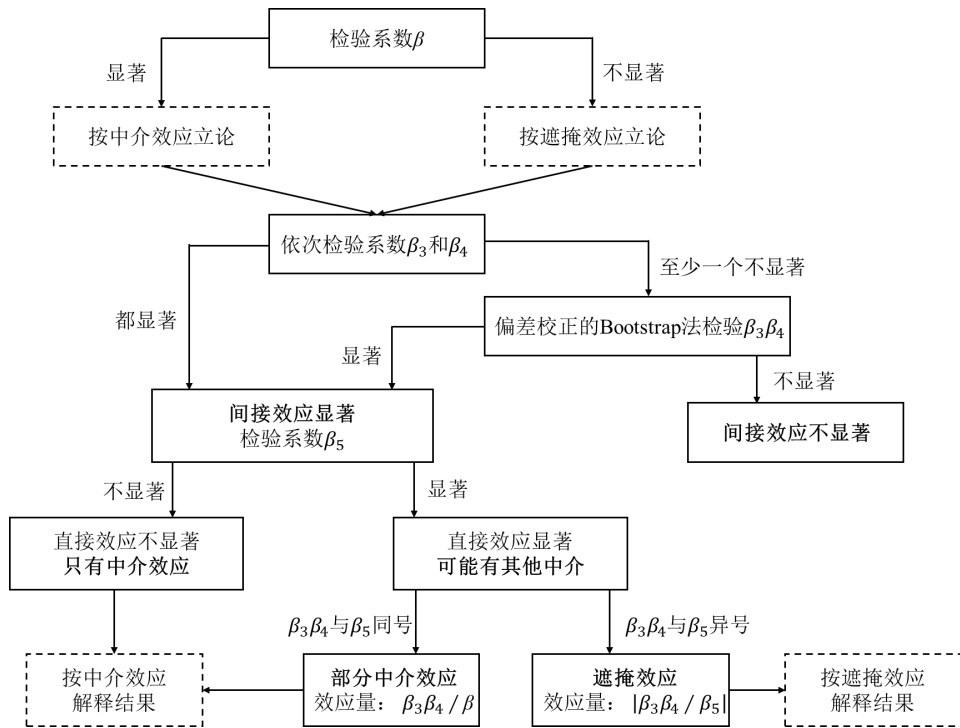 检验系数β
显著
不显著
按中介效应立论
按遮掩效应立论
依次检验系数β₃和β₄
至少一个不显著
都显著
偏差校正的Bootstrap法检验β₃β₄
显著
不显著
间接效应显著
检验系数β₅
间接效应不显著
不显著
显著
直接效应不显著
只有中介效应
直接效应显著
可能有其他中介
β₃β₄与β₅同号
β₃β₄与β₅异号
按中介效应
解释结果
部分中介效应
效应量： β₃β₄ / β
遮掩效应
效应量： |β₃β₄ / β₅|
按遮掩效应
解释结果